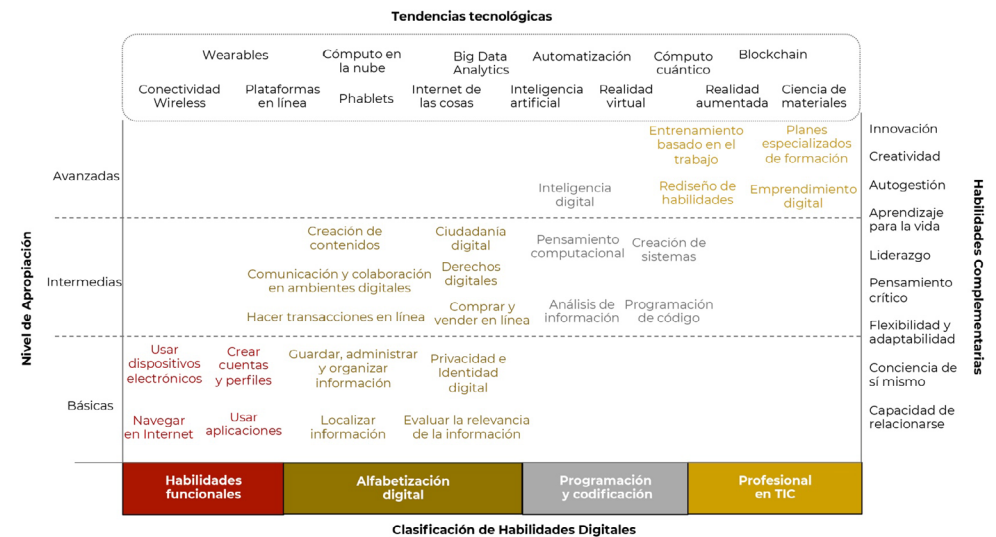 Tendencias tecnológicas
Wearables
Cómputo en
la nube
Big Data
Analytics
Automatización
Cómputo
cuántico
Blockchain
Conectividad
Wireless
Plataformas
en línea
Phablets
Internet de
las cosas
Inteligencia
artificial
Realidad
virtual
Realidad
aumentada
Ciencia de
materiales
Nivel de Apropiación
Avanzadas
Inteligencia
digital
Entrenamiento
basado en el
trabajo
Planes
especializados
de formación
Rediseño de
habilidades
Emprendimiento
digital
Intermedias
Creación de
contenidos
Ciudadanía
digital
Comunicación y colaboración
en ambientes digitales
Derechos
digitales
Hacer transacciones en línea
Comprar y
vender en línea
Pensamiento
computacional
Creación de
sistemas
Análisis de
información
Programación
de código
Básicas
Usar
dispositivos
electrónicos
Crear
cuentas
y perfiles
Guardar, administrar
y organizar
información
Privacidad e
Identidad
digital
Navegar
en Internet
Usar
aplicaciones
Localizar
información
Evaluar la relevancia
de la información
Habilidades
funcionales
Alfabetización
digital
Programación
y codificación
Profesional
en TIC
Clasificación de Habilidades Digitales
Innovación
Creatividad
Autogestión
Aprendizaje
para la vida
Liderazgo
Pensamiento
crítico
Flexibilidad y
adaptabilidad
Conciencia de
sí mismo
Capacidad de
relacionarse
Habilidades Complementarias